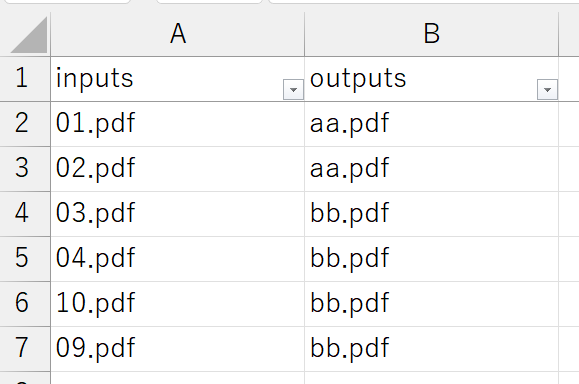 A B
1 inputs outputs
2 01.pdf aa.pdf
3 02.pdf aa.pdf
4 03.pdf bb.pdf
5 04.pdf bb.pdf
6 10.pdf bb.pdf
7 09.pdf bb.pdf